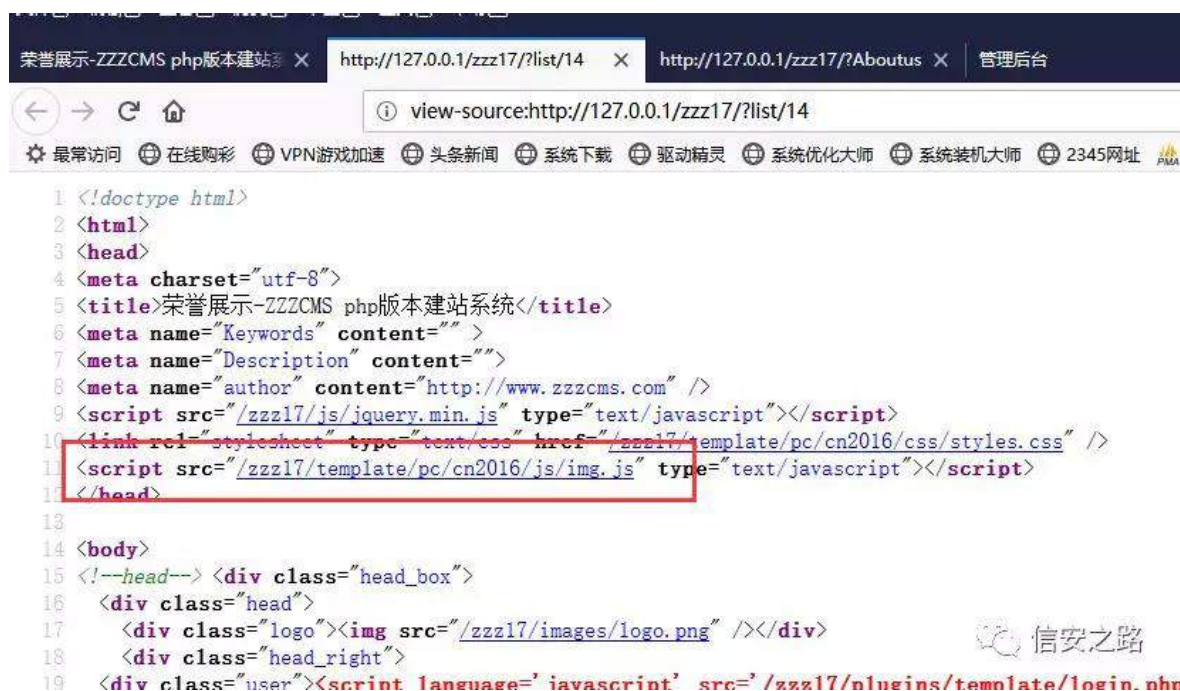 荣誉展示-ZZZCMS php版本建站系 http://127.0.0.1/zzz17/?list/14 http://127.0.0.1/zzz17/?Aboutus 管理后台
view-source:http://127.0.0.1/zzz17/?list/14
最常访问 在线购彩 VPN游戏加速 头条新闻 系统下载 驱动精灵 系统优化大师 系统装机大师 2345网址 PMA
1 <!doctype html>
2 <html>
3 <head>
4 <meta charset="utf-8">
5 <title>荣誉展示-ZZZCMS php版本建站系统</title>
6 <meta name="Keywords" content="" >
7 <meta name="Description" content="">
8 <meta name="author" content="http://www.zzzcms.com" />
9 <script src="/zzz17/js/jquery.min.js" type="text/javascript"></script>
10 <link rel="stylesheet" type="text/css" href="/zzz17/template/pc/cn2016/css/styles.css" />
11 <script src="/zzz17/template/pc/cn2016/js/img.js" type="text/javascript"></script>
12 </head>
13
14 <body>
15 <!--head--> <div class="head_box">
16 <div class="head">
17 <div class="logo"><img src="/zzz17/images/logo.png" /></div>
18 <div class="head_right">
19 <div class="user"><script language='javascript' src='/zzz17/plugins/template/login.php
信安之路